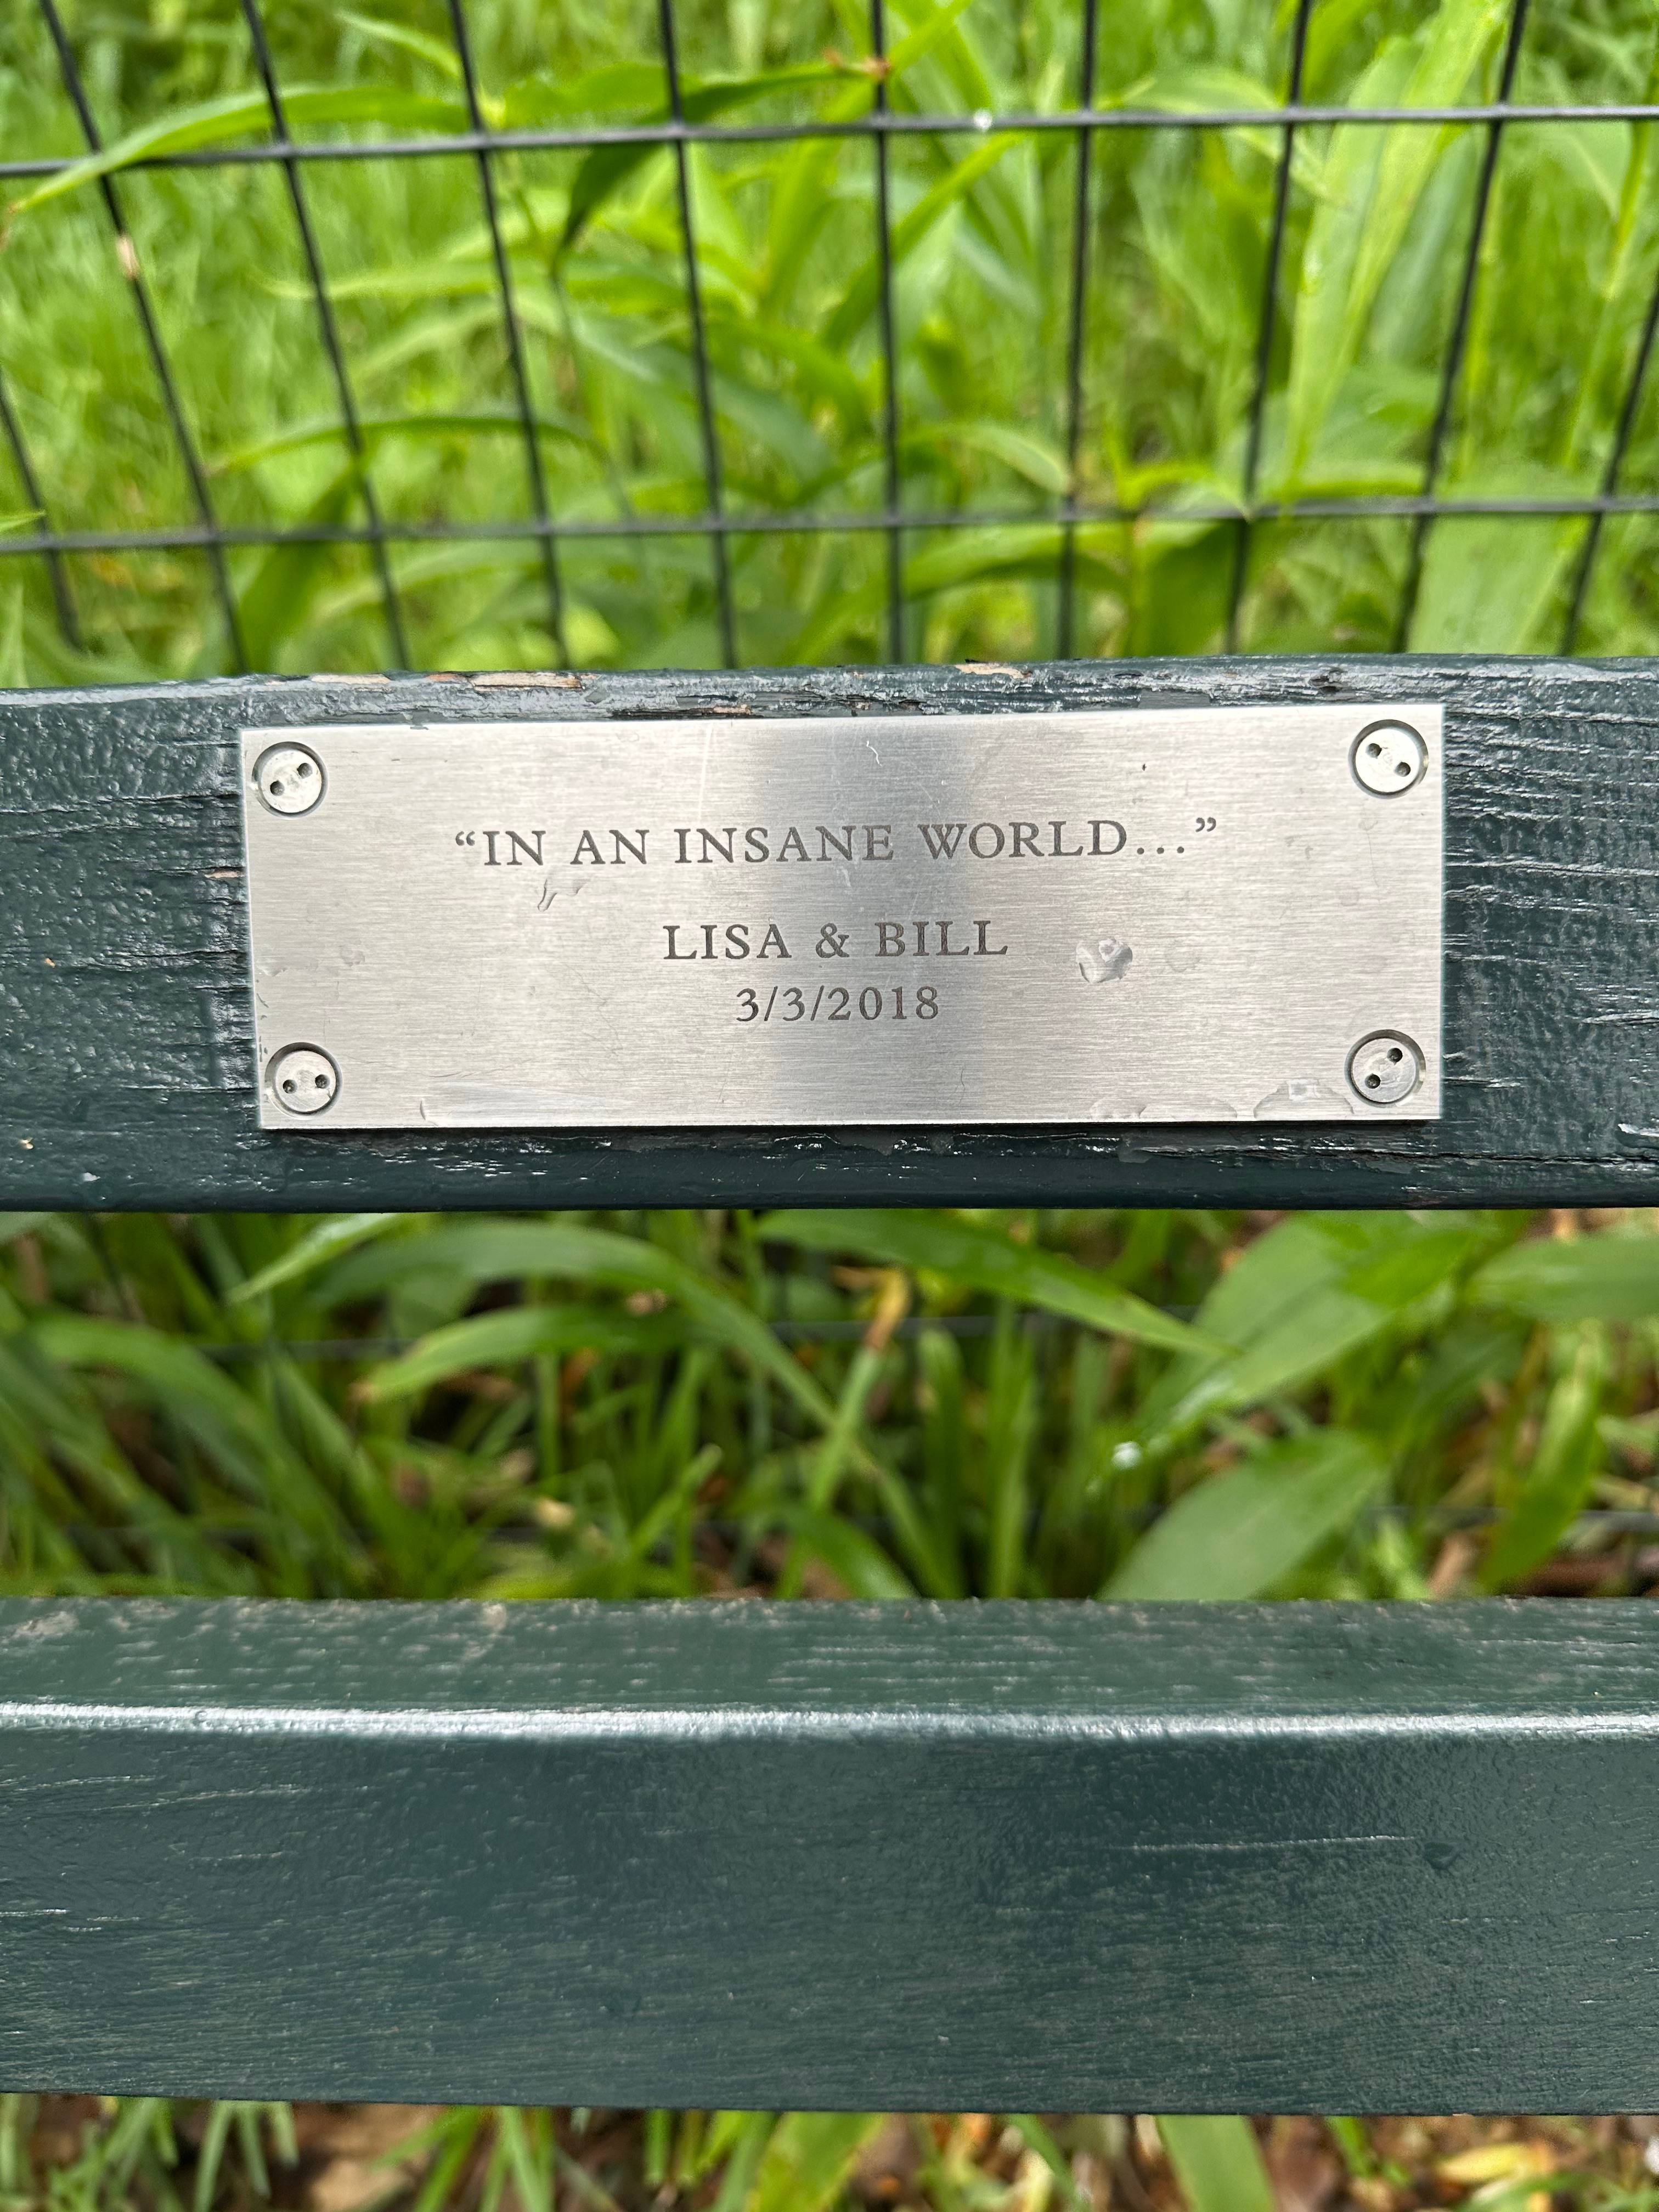 “IN AN INSANE WORLD...”
LISA & BILL
3/3/2018